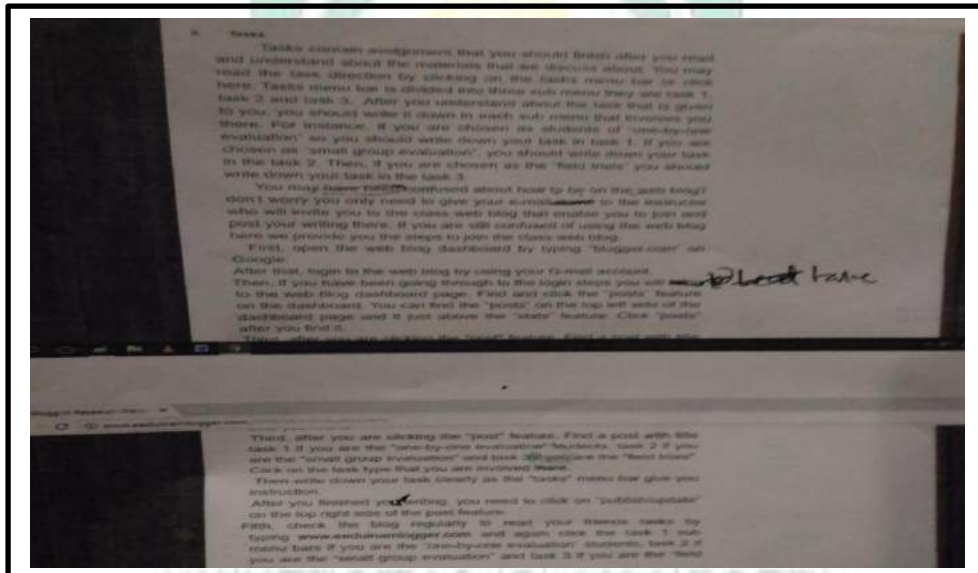 Tasks
Tasks contain assignment that you should finish after you read
and understand about the materials that we discuss about. You may
read the task direction by clicking on the tasks menu bar or click
here. Tasks menu bar is divided into three sub menu they are task 1,
task 2 and task 3. After you understand about the task that is given
to you, you should write it down in each sub menu that involves you
there. For instance, if you are chosen as students of "one-by-one
evaluation" so you should write down your task in task 1. If you are
chosen as "small group evaluation", you should write down your task
in the task 2. Then, if you are chosen as the "field trials" you should
write down your task in the task 3.
You may have been confused about how to be on the web blog?
don't worry you only need to give your e-mail to the instructor
who will invite you to the class web blog that enable you to join and
post your writing there. If you are still confused of using the web blog
here we provide you the steps to join the class web blog.
First, open the web blog dashboard by typing "blogger.com" on
Google.
After that, login to the web blog by using your G-mail account.
Then, if you have been going through to the login steps you will
to the web blog dashboard page. Find and click the "posts" feature
on the dashboard. You can find the "posts" on the top left side of the
dashboard page and it just above the "stats" feature. Click "posts"
after you find it.
Third, after you are clicking the "post" feature. Find a post with title
Third, after you are clicking the "post" feature. Find a post with title
task 1 if you are the "one-by-one evaluation" students, task 2 if you
are the "small group evaluation" and task are the "field trials"
Click on the task type that you are involved
Then write down your task clearly as the "tasks" menu bar give you
instruction.
After you finished writing, you need to click on "publish/update"
on the top right side of the post feature.
Fifth, check the blog regularly to read your friends tasks by
typing www.eeduinamlogger.com and again click the task 1 sub
menu bars if you are the "one-by-one evaluation" students, task 2 if
you are the "small group evaluation" and task 3 if you are the "field